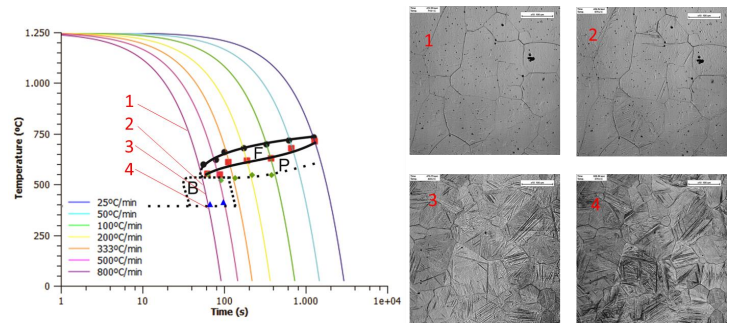 1.250
1.000
750
500
250
0
Temperature (ºC)
1
2
3
4
F
P
B
25ºC/min
50ºC/min
100ºC/min
200ºC/min
333ºC/min
500ºC/min
800ºC/min
1
10
100
1.000
1e+04
Time (s)
1
2
3
4